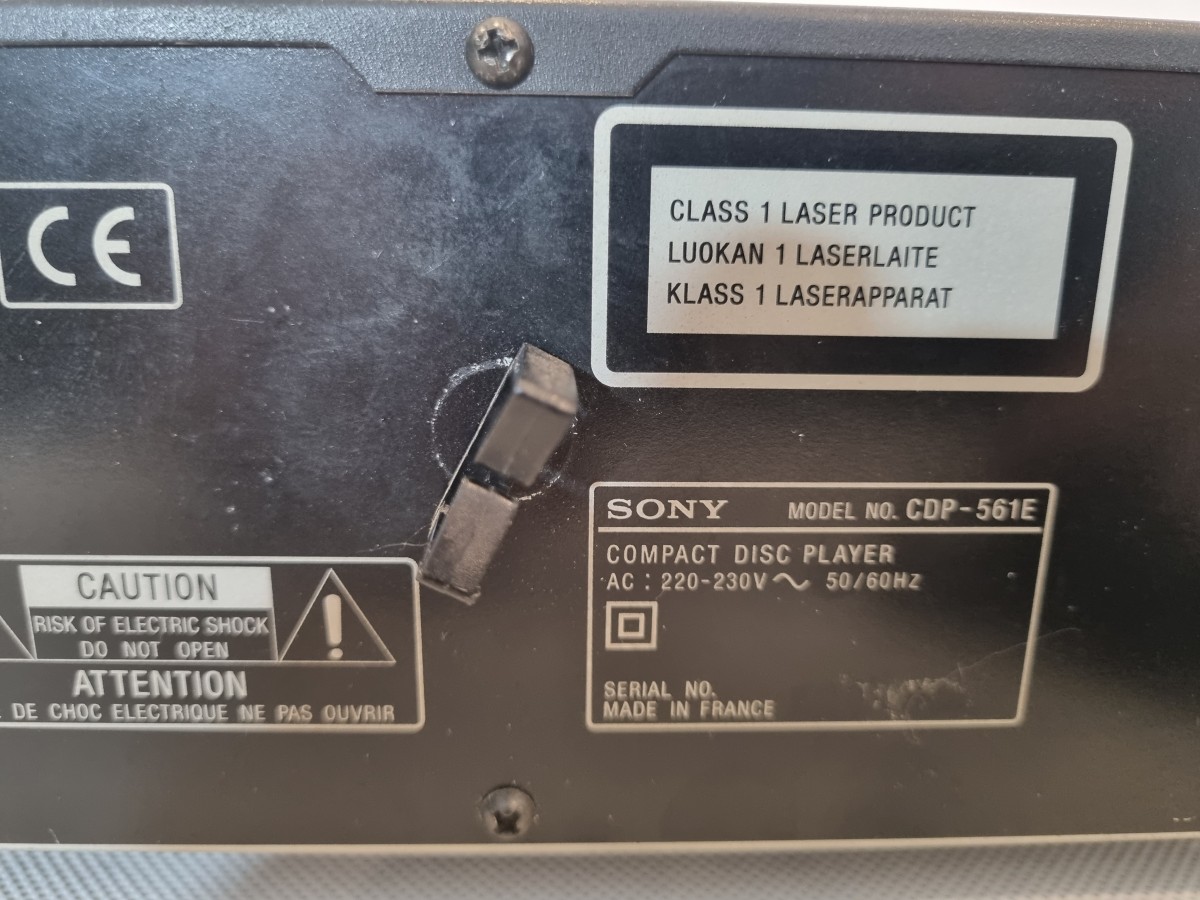 CE
CLASS 1 LASER PRODUCT
LUOKAN 1 LASERLAITE
KLASS 1 LASERAPPARAT
SONY MODEL NO. CDP-561E
COMPACT DISC PLAYER
AC : 220-230V ~ 50/60Hz
SERIAL NO.
MADE IN FRANCE
CAUTION
RISK OF ELECTRIC SHOCK
DO NOT OPEN
ATTENTION
DE CHOC ELECTRIQUE NE PAS OUVRIR